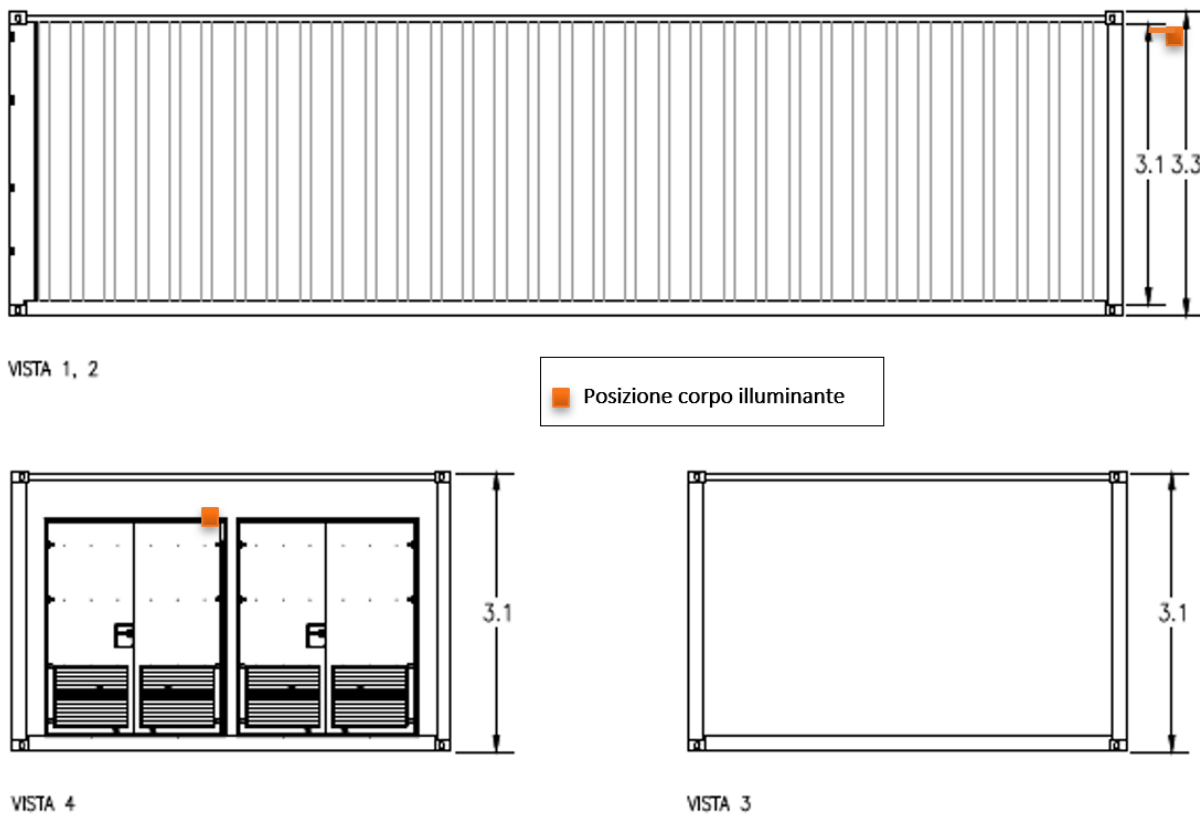 3.1 3.3
VISTA 1, 2
Posizione corpo illuminante
3.1
3.1
VISTA 4
VISTA 3